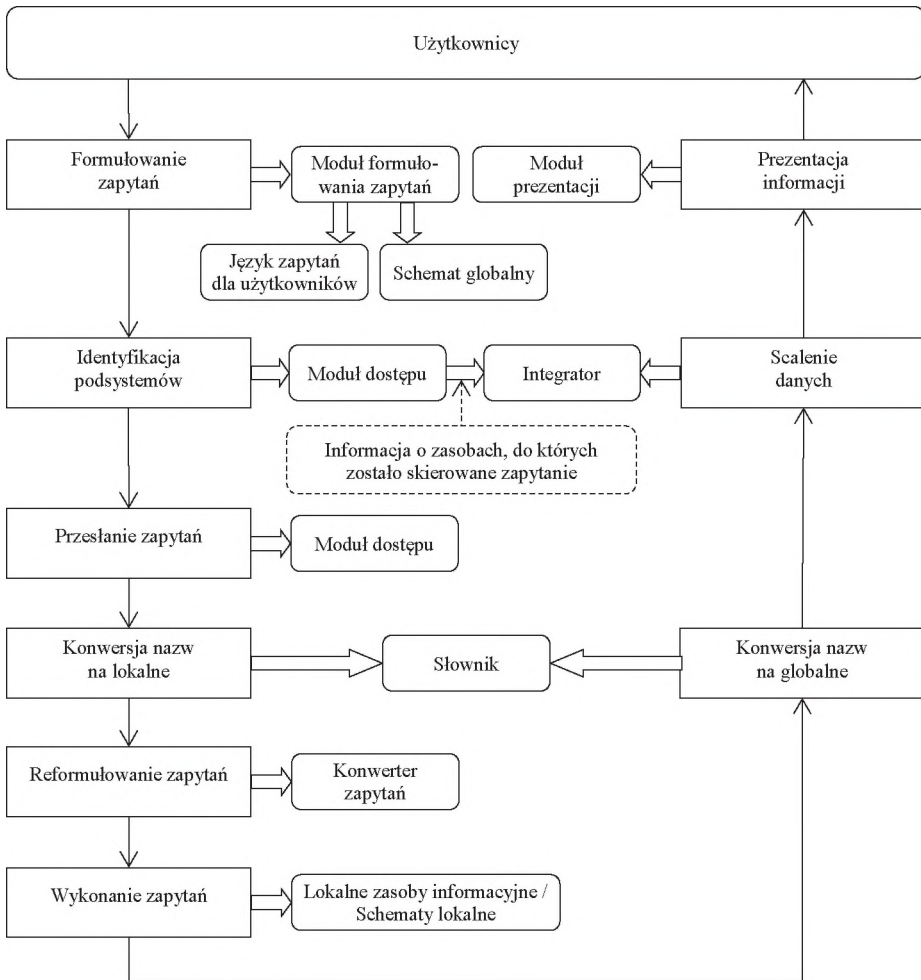 Użytkownicy
Formułowanie
zapytań
Moduł formuło-
wania zapytań
Moduł
prezentacji
Prezentacja
informacji
Język zapytań
dla użytkowników
Schemat globalny
Identyfikacja
podsystemów
Moduł dostępu
Integrator
Scalenie
danych
Informacja o zasobach, do których
zostało skierowane zapytanie
Przesłanie zapytań
Moduł dostępu
Konwersja nazw
na lokalne
Słownik
Konwersja nazw
na globalne
Reformułowanie zapytań
Konwerter
zapytań
Wykonanie zapytań
Lokalne zasoby informacyjne /
Schematy lokalne